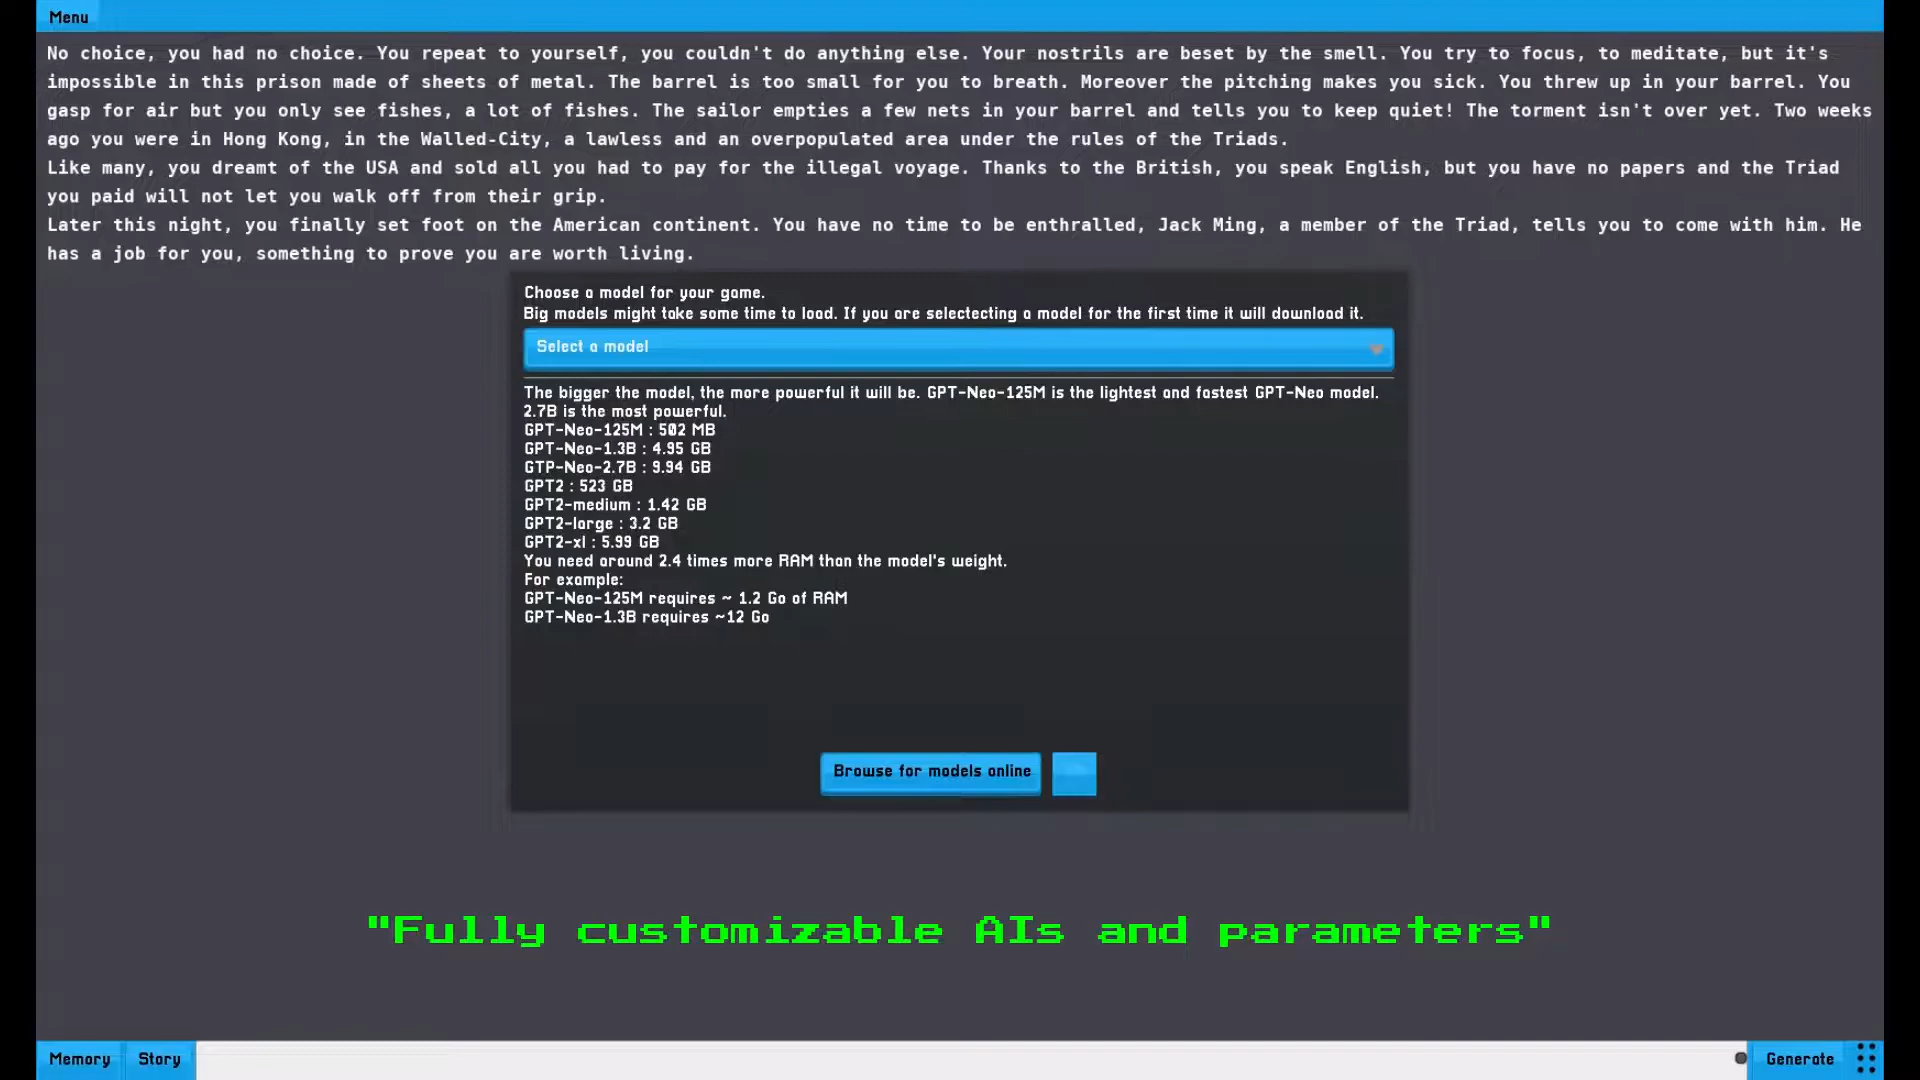 Menu
No choice, you had no choice. You repeat to yourself, you couldn't do anything else. Your nostrils are beset by the smell. You try to focus, to meditate, but it's
impossible in this prison made of sheets of metal. The barrel is too small for you to breath. Moreover the pitching makes you sick. You threw up in your barrel. You
gasp for air but you only see fishes, a lot of fishes. The sailor empties a few nets in your barrel and tells you to keep quiet! The torment isn't over yet. Two weeks
ago you were in Hong Kong, in the Walled-City, a lawless and an overpopulated area under the rules of the Triads.
Like many, you dreamt of the USA and sold all you had to pay for the illegal voyage. Thanks to the British, you speak English, but you have no papers and the Triad
you paid will not let you walk off from their grip.
Later this night, you finally set foot on the American continent. You have no time to be enthralled, Jack Ming, a member of the Triad, tells you to come with him. He
has a job for you, something to prove you are worth living.
Choose a model for your game.
Big models might take some time to load. If you are selectecting a model for the first time it will download it.
Select a model
The bigger the model, the more powerful it will be. GPT-Neo-125M is the lightest and fastest GPT-Neo model.
2.7B is the most powerful.
GPT-Neo-125M : 502 MB
GPT-Neo-1.3B : 4.95 GB
GTP-Neo-2.7B : 9.94 GB
GPT2 : 523 GB
GPT2-medium : 1.42 GB
GPT2-large : 3.2 GB
GPT2-xl : 5.99 GB
You need around 2.4 times more RAM than the model's weight.
For example:
GPT-Neo-125M requires ~ 1.2 Go of RAM
GPT-Neo-1.3B requires ~12 Go
Browse for models online
"Fully customizable AIs and parameters"
Memory Story Generate